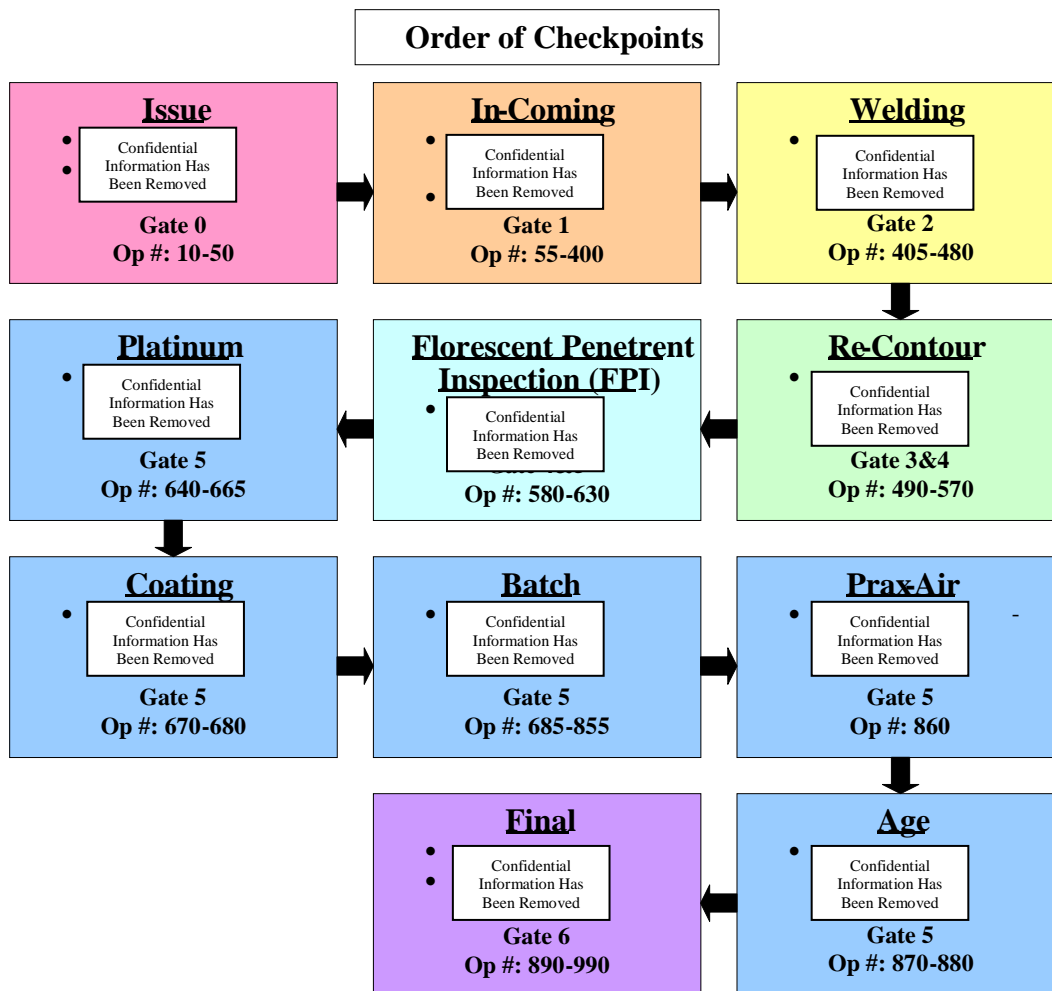 Order of Checkpoints
Issue
•
•
Confidential
Information Has
Been Removed
Gate 0
Op #: 10-50
In-Coming
•
•
Confidential
Information Has
Been Removed
Gate 1
Op #: 55-400
Welding
•
Confidential
Information Has
Been Removed
Gate 2
Op #: 405-480
Re-Contour
Confidential
Information Has
Been Removed
Gate 3&4
Op #: 490-570
Florescent Penetrent
Inspection (FPI)
•
Confidential
Information Has
Been Removed
Op #: 580-630
Platinum
•
Confidential
Information Has
Been Removed
Gate 5
Op #: 640-665
Coating
•
Confidential
Information Has
Been Removed
Gate 5
Op #: 670-680
Batch
•
Confidential
Information Has
Been Removed
Gate 5
Op #: 685-855
Prax-Air
•
-
Confidential
Information Has
Been Removed
Gate 5
Op #: 860
Age
•
Confidential
Information Has
Been Removed
Gate 5
Op #: 870-880
Final
•
•
Confidential
Information Has
Been Removed
Gate 6
Op #: 890-990